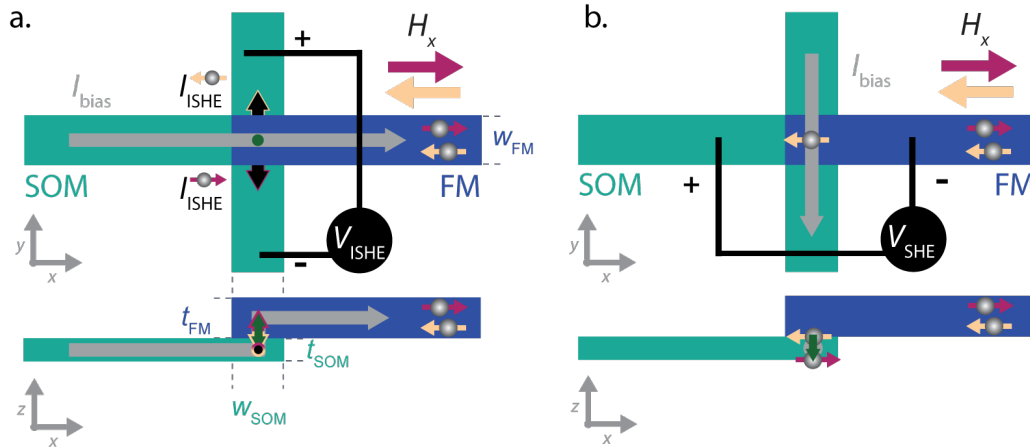 a.
+
H_x
I_bias
I_ISHE
w_FM
I_ISHE
SOM
FM
V_ISHE
-
y
x
t_FM
t_SOM
w_SOM
z
x
b.
H_x
I_bias
+
-
SOM
FM
V_SHE
y
x
z
x